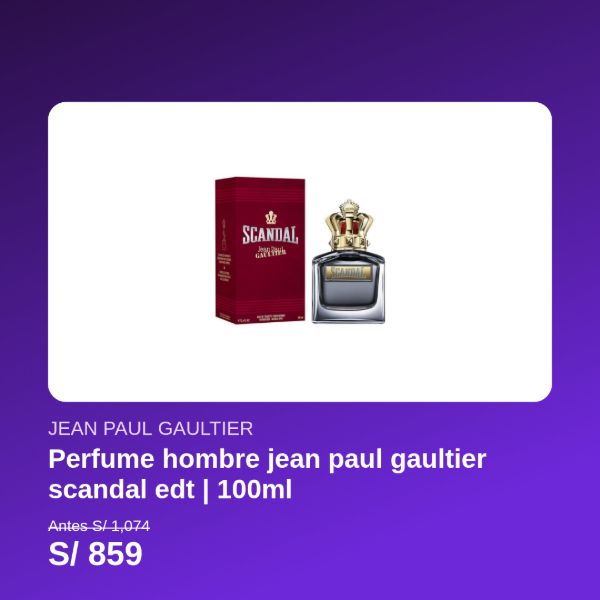 SCANDAL
Jean Paul
GAULTIER
SCANDAL
JEAN PAUL GAULTIER
Perfume hombre jean paul gaultier
scandal edt | 100ml
Antes S/ 1,074
S/ 859